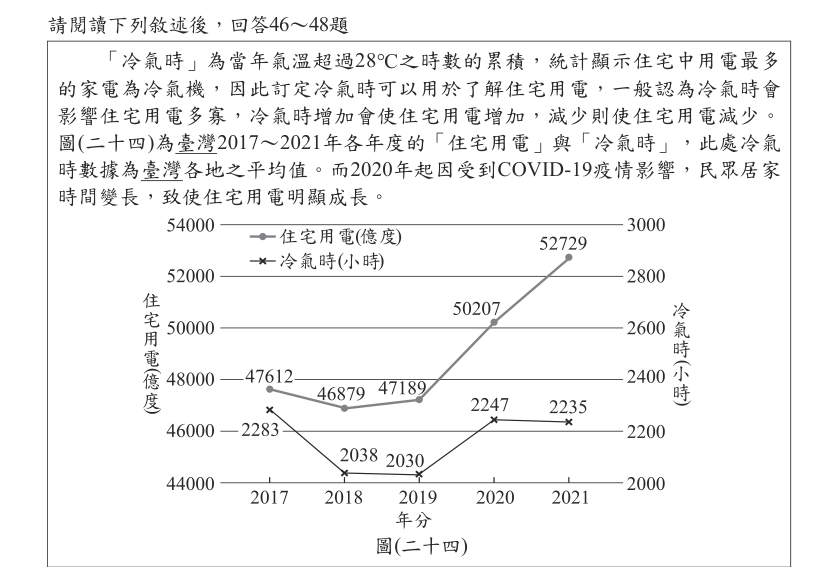 請閱讀下列敘述後，回答46～48題
「冷氣時」為當年氣溫超過28℃之時數的累積，統計顯示住宅中用電最多
的家電為冷氣機，因此訂定冷氣時可以用於了解住宅用電，一般認為冷氣時會
影響住宅用電多寡，冷氣時增加會使住宅用電增加，減少則使住宅用電減少。
圖(二十四)為臺灣2017～2021年各年度的「住宅用電」與「冷氣時」，此處冷氣
時數據為臺灣各地之平均值。而2020年起因受到COVID-19疫情影響，民眾居家
時間變長，致使住宅用電明顯成長。
54000
52000
50000
48000
46000
44000
住宅用電(億度)
住宅用電(億度)
冷氣時(小時)
47612
46879
47189
50207
52729
2283
2038
2030
2247
2235
3000
2800
2600
2400
2200
2000
冷氣時(小時)
2017 2018 2019 2020 2021
年分
圖(二十四)